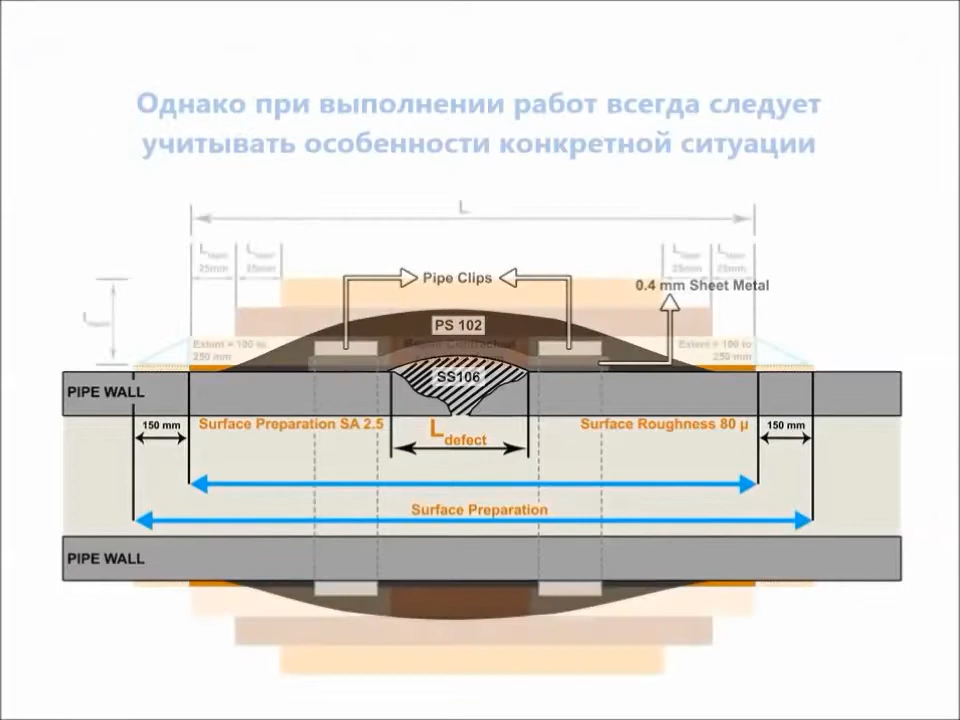 Однако при выполнении работ всегда следует
учитывать особенности конкретной ситуации
L
25mm 25mm 25mm 25mm
Pipe Clips
0.4 mm Sheet Metal
PS 102
Extent = 100 to
250 mm
Extent = 100 to
250 mm
SS106
PIPE WALL
150 mm
Surface Preparation SA 2.5
L defect
Surface Roughness 80 µ
150 mm
Surface Preparation
PIPE WALL